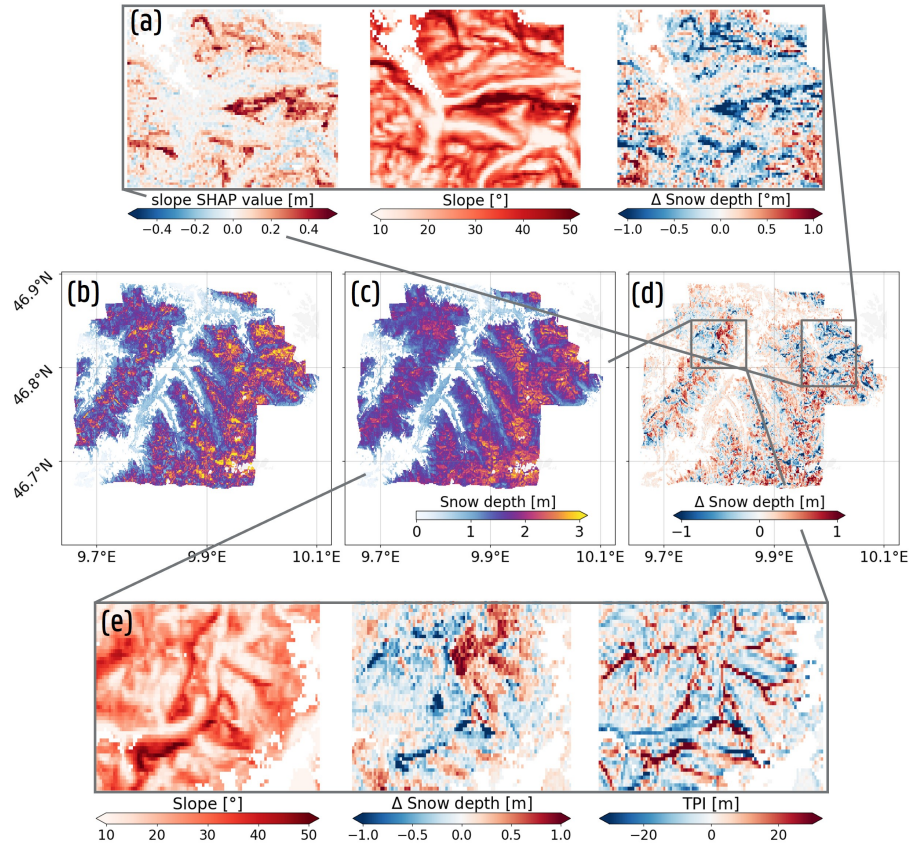 (a)
slope SHAP value [m]
−0.4 −0.2 0.0 0.2 0.4
Slope [°]
10 20 30 40 50
Δ Snow depth [°m]
−1.0 −0.5 0.0 0.5 1.0
46.9°N
46.8°N
46.7°N
(b)
(c)
(d)
Snow depth [m]
0 1 2 3
Δ Snow depth [m]
−1 0 1
9.7°E 9.9°E 10.1°E
9.7°E 9.9°E 10.1°E
9.7°E 9.9°E 10.1°E
(e)
Slope [°]
10 20 30 40 50
Δ Snow depth [m]
−1.0 −0.5 0.0 0.5 1.0
TPI [m]
−20 0 20